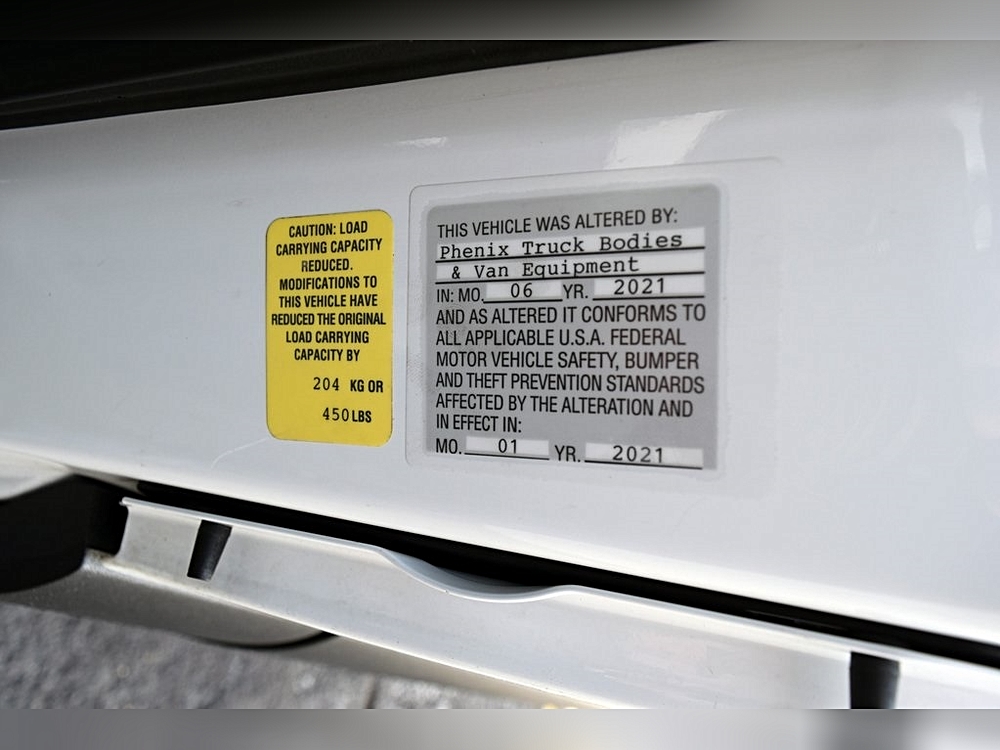 CAUTION: LOAD
CARRYING CAPACITY
REDUCED.
MODIFICATIONS TO
THIS VEHICLE HAVE
REDUCED THE ORIGINAL
LOAD CARRYING
CAPACITY BY
204 KG OR
450 LBS
THIS VEHICLE WAS ALTERED BY:
Phenix Truck Bodies
& Van Equipment
IN: MO. 06 YR. 2021
AND AS ALTERED IT CONFORMS TO
ALL APPLICABLE U.S.A. FEDERAL
MOTOR VEHICLE SAFETY, BUMPER
AND THEFT PREVENTION STANDARDS
AFFECTED BY THE ALTERATION AND
IN EFFECT IN:
MO. 01 YR. 2021